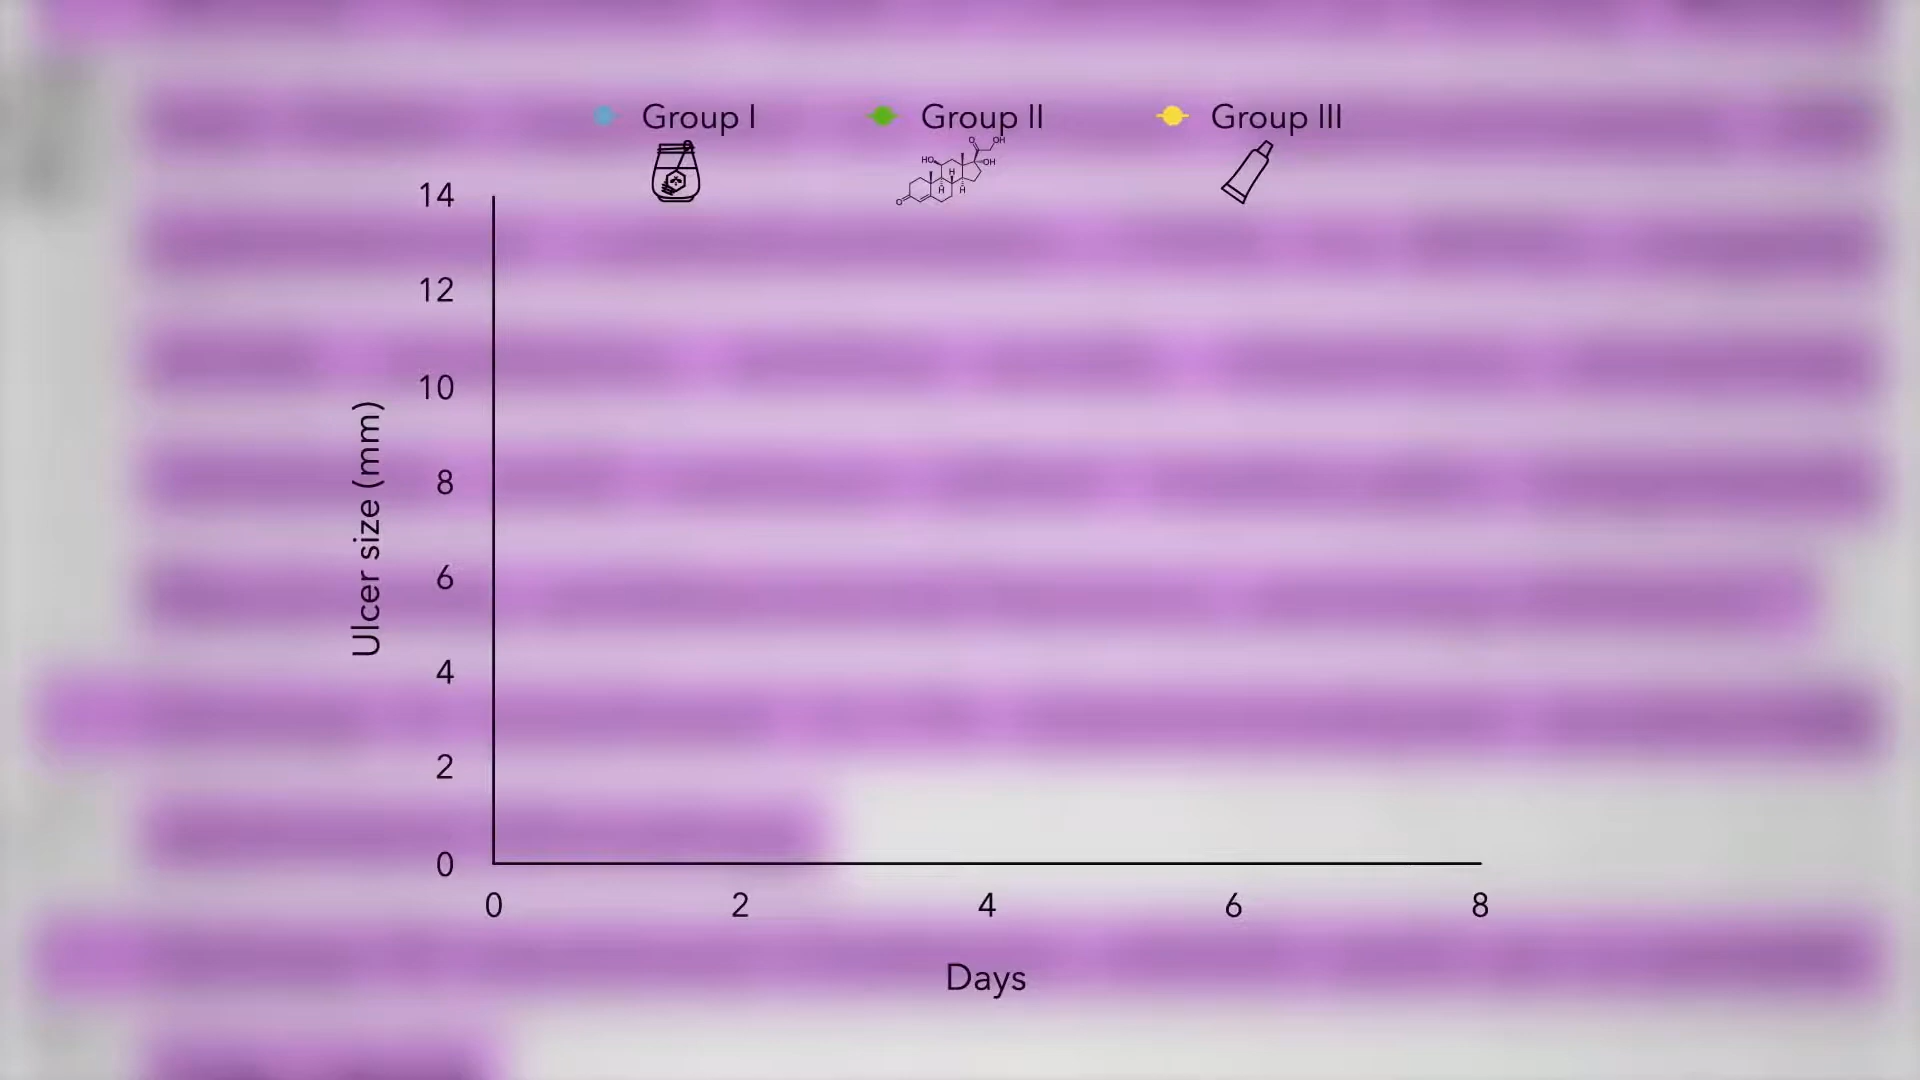 Group I Group II Group III
O OH
HO OH
H
H H
O
14
12
10
8
6
4
2
0
Ulcer size (mm)
0 2 4 6 8
Days